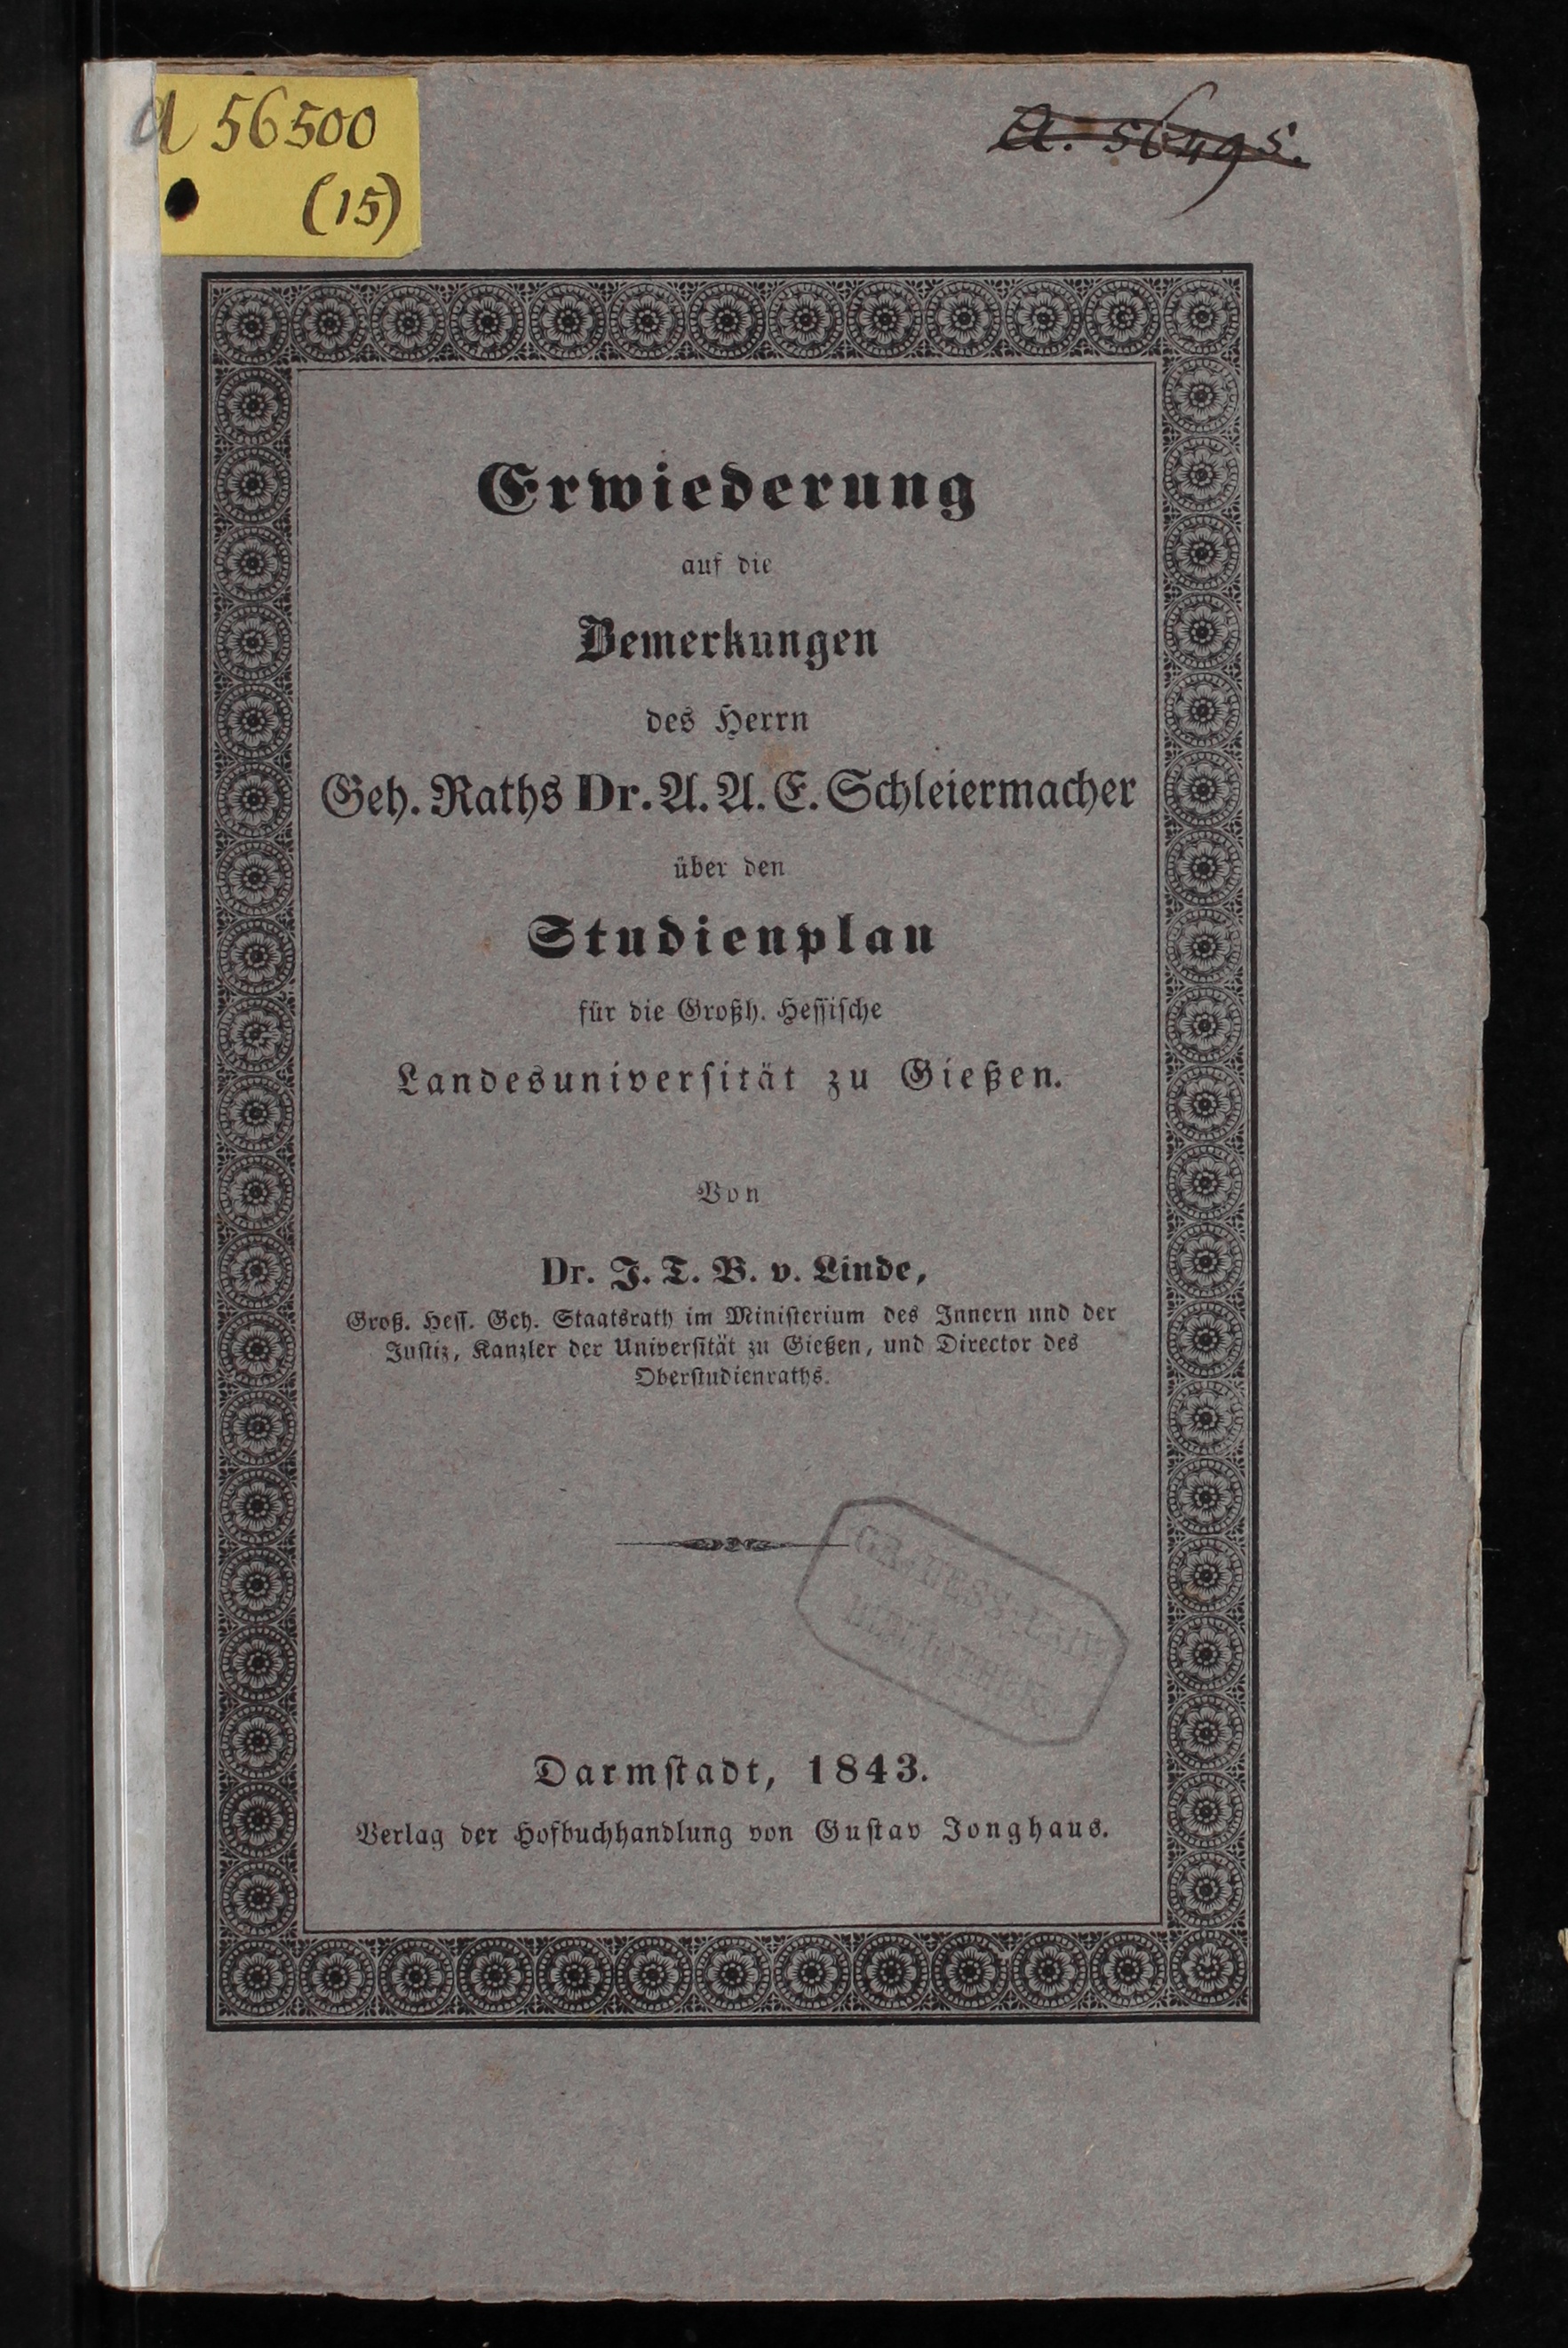 a 56500
(15)
a. 56495.
Erwiederung
auf die
Bemerkungen
des Herrn
Geh. Raths Dr. A. A. E. Schleiermacher
über den
Studienplan
für die Großh. Hessische
Landesuniversität zu Gießen.
Von
Dr. J. T. B. v. Linde,
Groß. Hess. Geh. Staatsrath im Ministerium des Innern und der
Justiz, Kanzler der Universität zu Gießen, und Director des
Oberstudienraths.
Darmstadt, 1843.
Verlag der Hofbuchhandlung von Gustav Jonghaus.